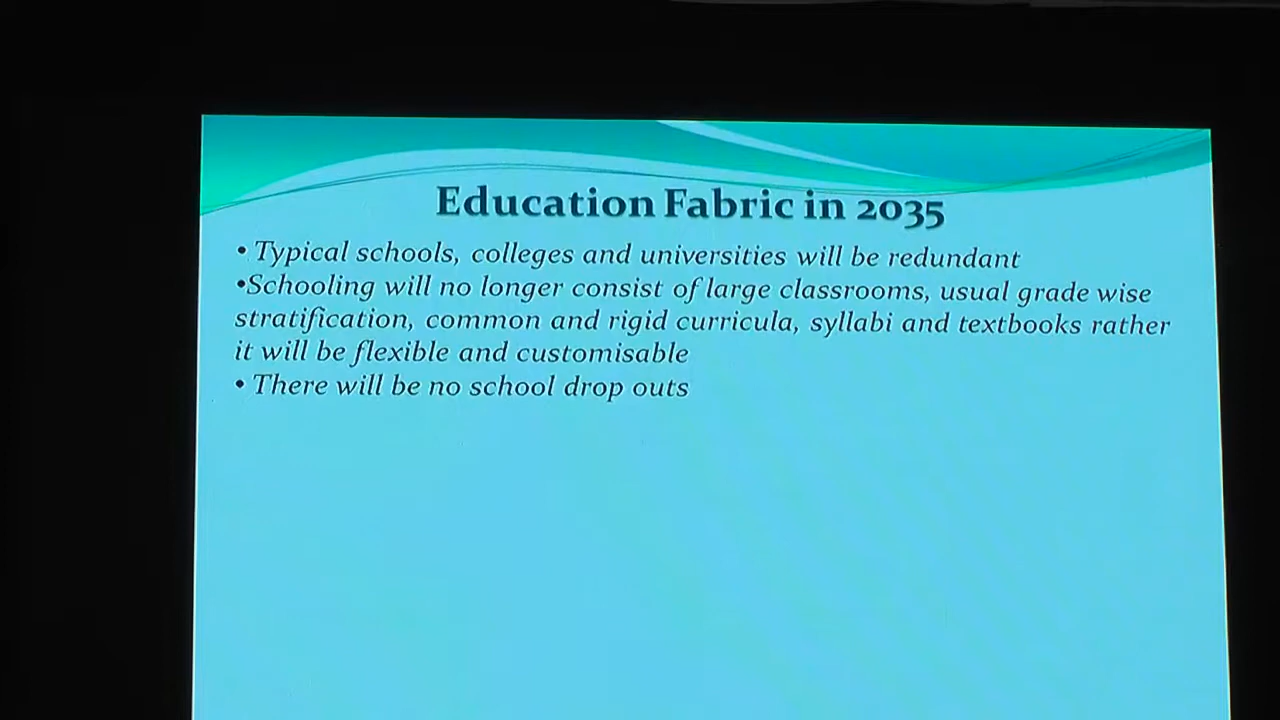 Education Fabric in 2035
• Typical schools, colleges and universities will be redundant
•Schooling will no longer consist of large classrooms, usual grade wise
stratification, common and rigid curricula, syllabi and textbooks rather
it will be flexible and customisable
• There will be no school drop outs